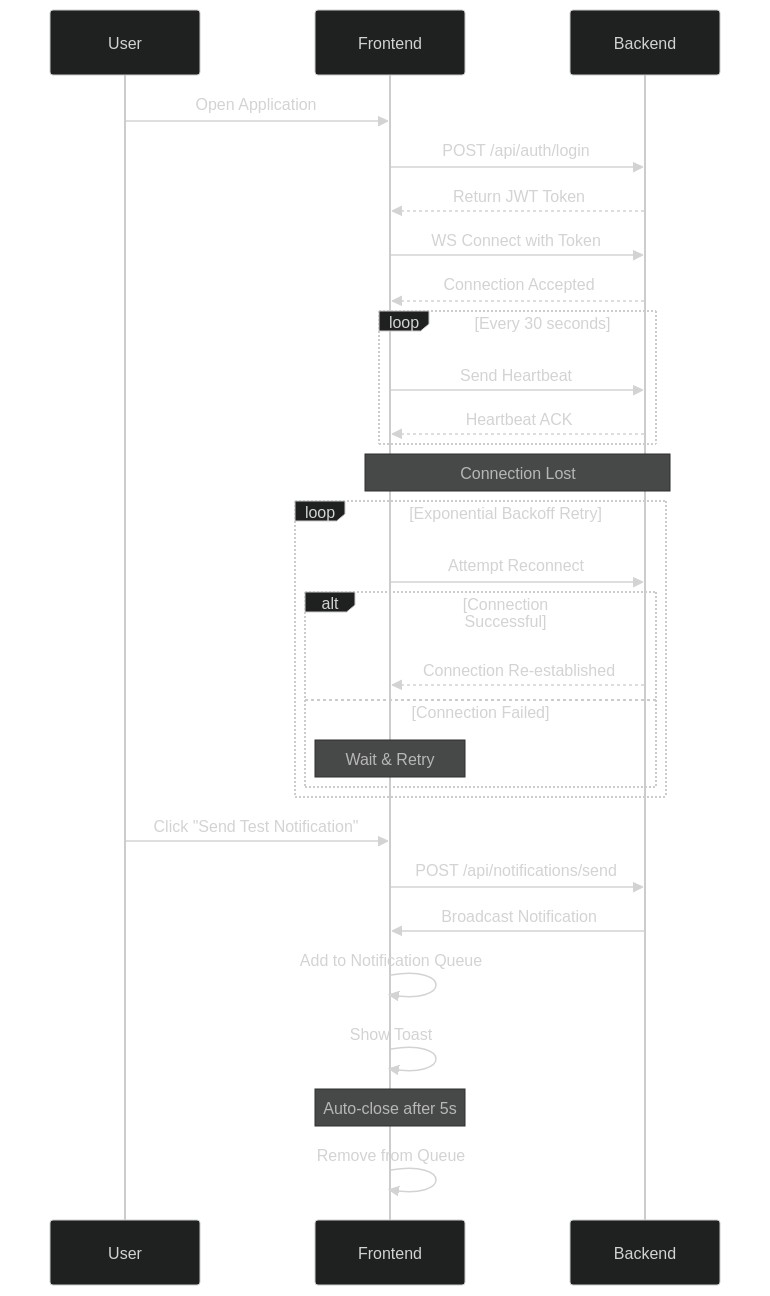 User
Frontend
Backend
Open Application
POST /api/auth/login
Return JWT Token
WS Connect with Token
Connection Accepted
loop
[Every 30 seconds]
Send Heartbeat
Heartbeat ACK
Connection Lost
loop
[Exponential Backoff Retry]
Attempt Reconnect
alt
[Connection
Successful]
Connection Re-established
[Connection Failed]
Wait & Retry
Click "Send Test Notification"
POST /api/notifications/send
Broadcast Notification
Add to Notification Queue
Show Toast
Auto-close after 5s
Remove from Queue
User
Frontend
Backend